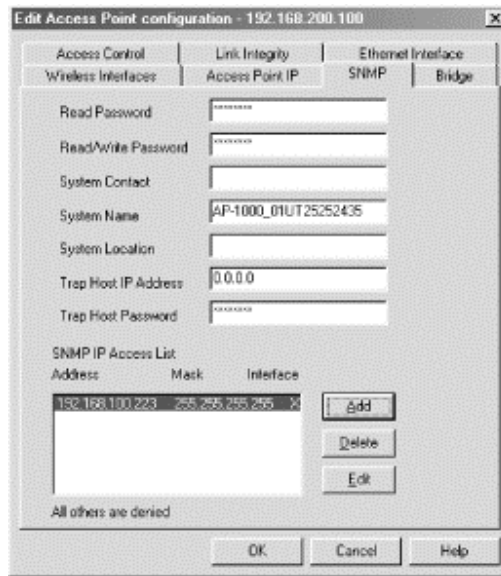 Edit Access Point configuration - 192.168.200.100
Access Control Link Integrity Ethernet Interface
Wireless Interfaces Access Point IP SNMP Bridge
Read Password ******
Read/Write Password ******
System Contact
System Name AP-1000_01UT25252435
System Location
Trap Host IP Address 0.0.0.0
Trap Host Password ******
SNMP IP Access List
Address Mask Interface
192.168.100.223 255.255.255.255 X
Add
Delete
Edit
All others are denied
OK Cancel Help